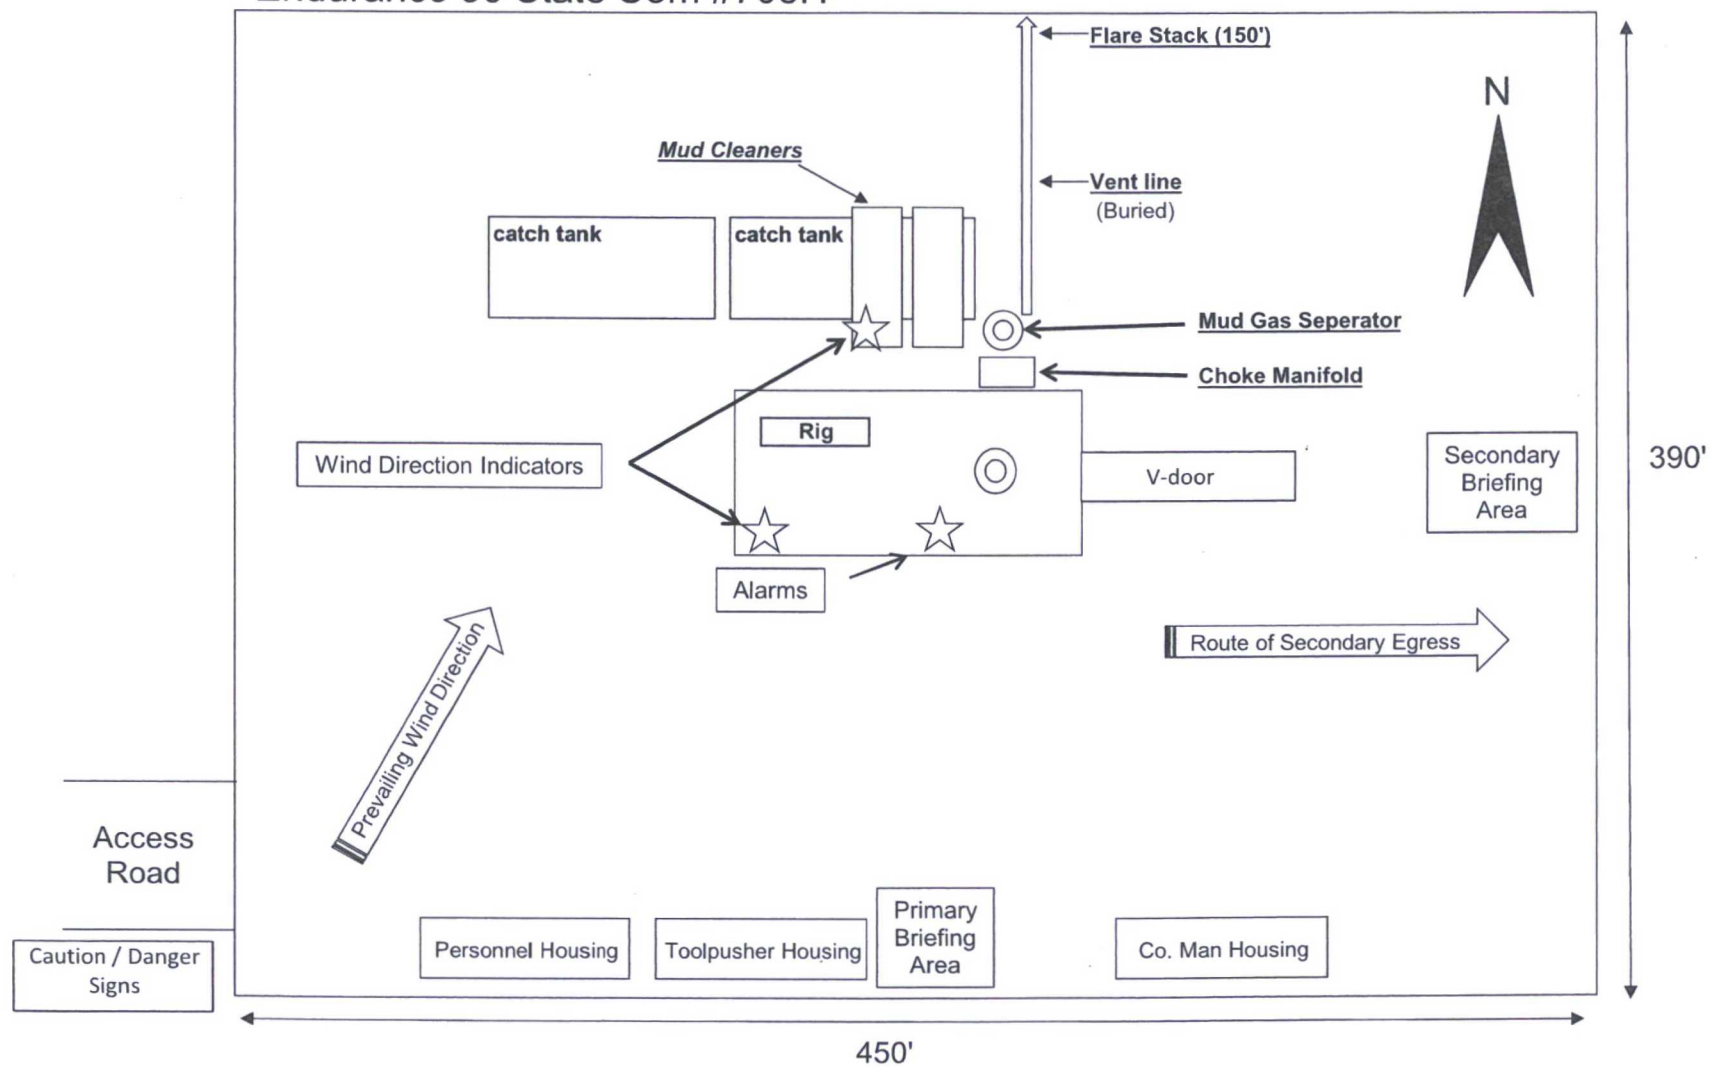 Flare Stack (150')
N
Mud Cleaners
Vent line
(Buried)
catch tank
catch tank
Mud Gas Seperator
Choke Manifold
Rig
Wind Direction Indicators
V-door
Secondary
Briefing
Area
390'
Alarms
Prevailing Wind Direction
Route of Secondary Egress
Access
Road
Caution / Danger
Signs
Personnel Housing
Toolpusher Housing
Primary
Briefing
Area
Co. Man Housing
450'